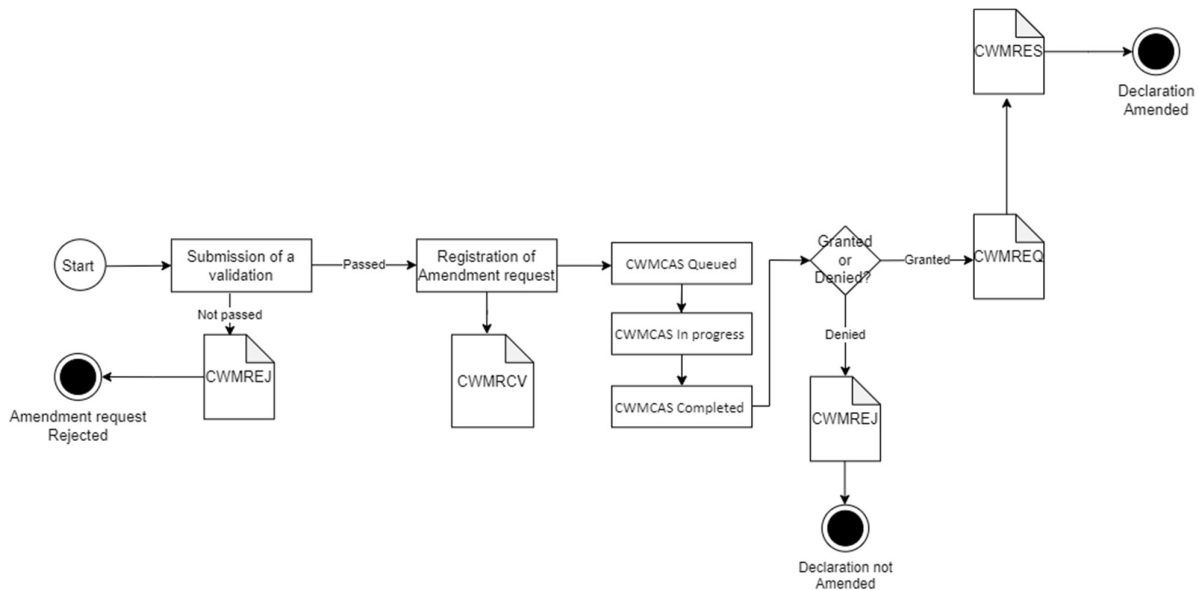 CWMRES
Declaration
Amended
Start
Submission of a
validation
Passed
Registration of
Amendment request
CWMCAS Queued
Granted
or
Denied?
Granted
CWMREQ
Not passed
CWMREJ
Amendment request
Rejected
CWMRCV
CWMCAS In progress
CWMCAS Completed
Denied
CWMREJ
Declaration not
Amended